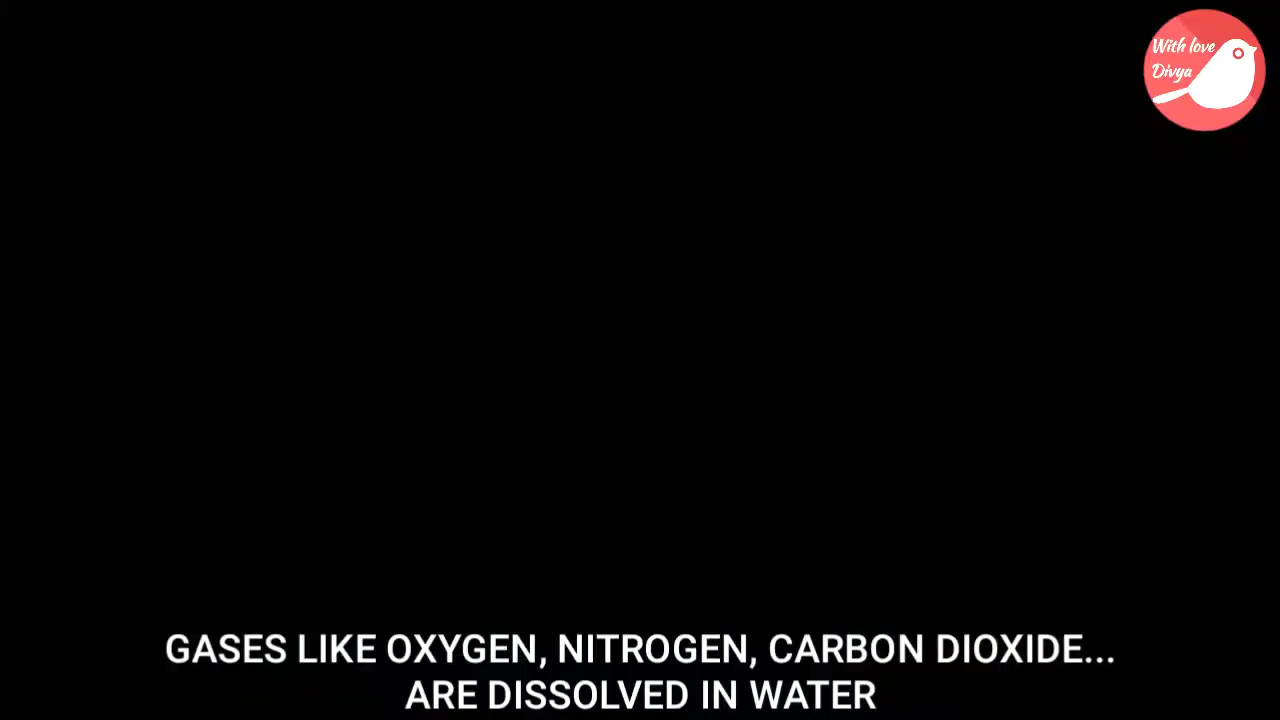 With love
Divya
GASES LIKE OXYGEN, NITROGEN, CARBON DIOXIDE...
ARE DISSOLVED IN WATER